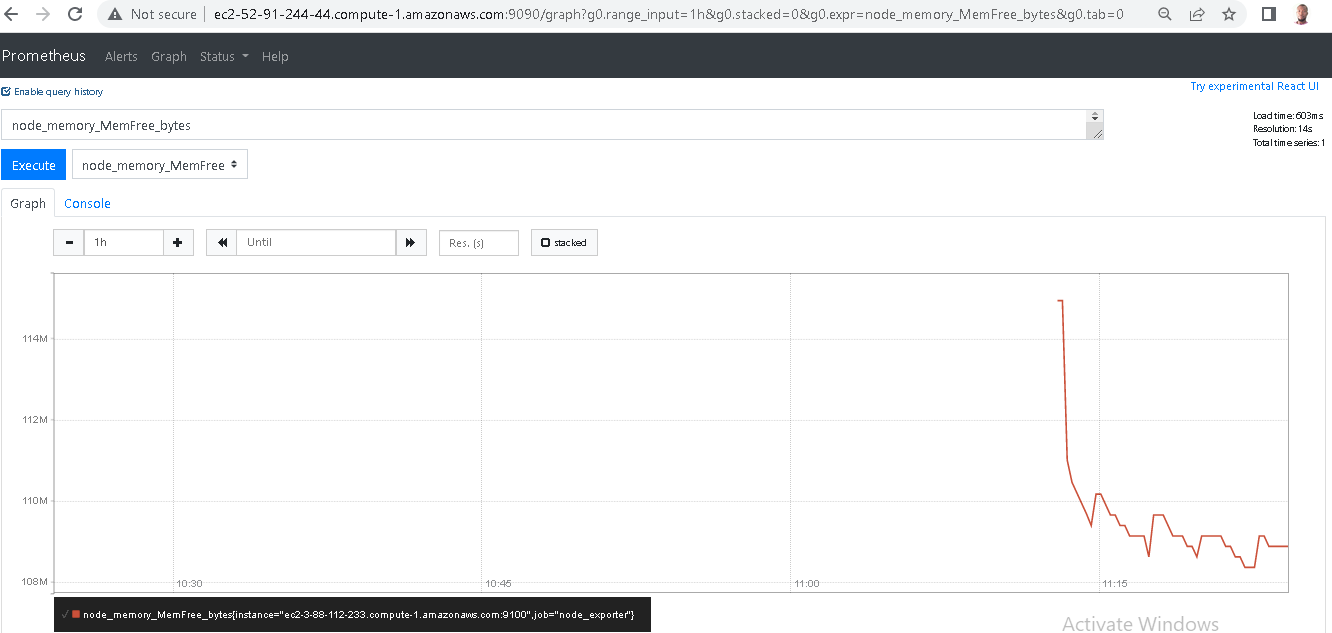 Not secure | ec2-52-91-244-44.compute-1.amazonaws.com:9090/graph?g0.range_input=1h&g0.stacked=0&g0.expr=node_memory_MemFree_bytes&g0.tab=0
Prometheus Alerts Graph Status Help
Enable query history
Try experimental React UI
node_memory_MemFree_bytes
Load time: 603ms
Resolution: 14s
Total time series: 1
Execute node_memory_MemFree
Graph Console
1h Until Res. (s) stacked
114M
112M
110M
108M
10:30 10:45 11:00 11:15
node_memory_MemFree_bytes{instance="ec2-3-88-112-233.compute-1.amazonaws.com:9100",job="node_exporter"}
Activate Windows